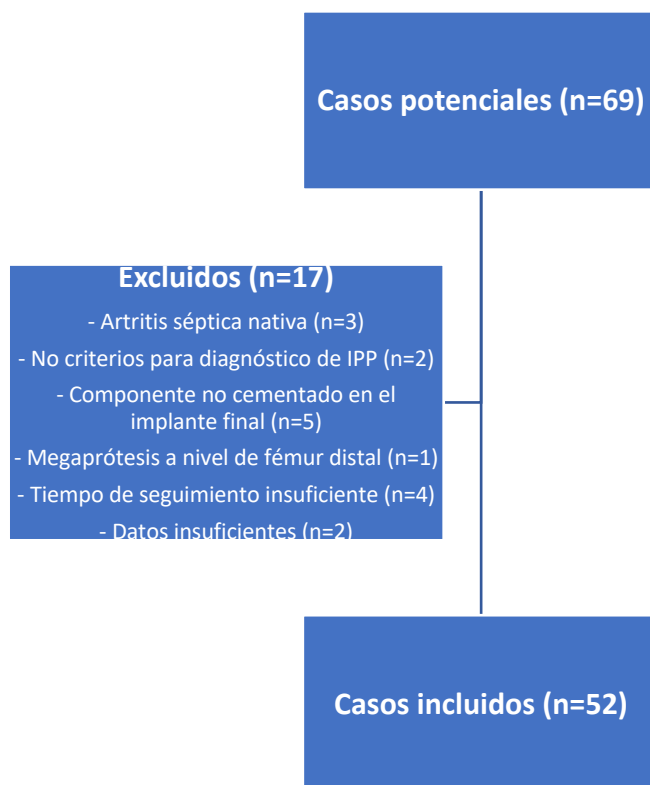 Casos potenciales (n=69)
Excluidos (n=17)
- Artritis séptica nativa (n=3)
- No criterios para diagnóstico de IPP (n=2)
- Componente no cementado en el
implante final (n=5)
- Megaprótesis a nivel de fémur distal (n=1)
- Tiempo de seguimiento insuficiente (n=4)
- Datos insuficientes (n=2)
Casos incluidos (n=52)